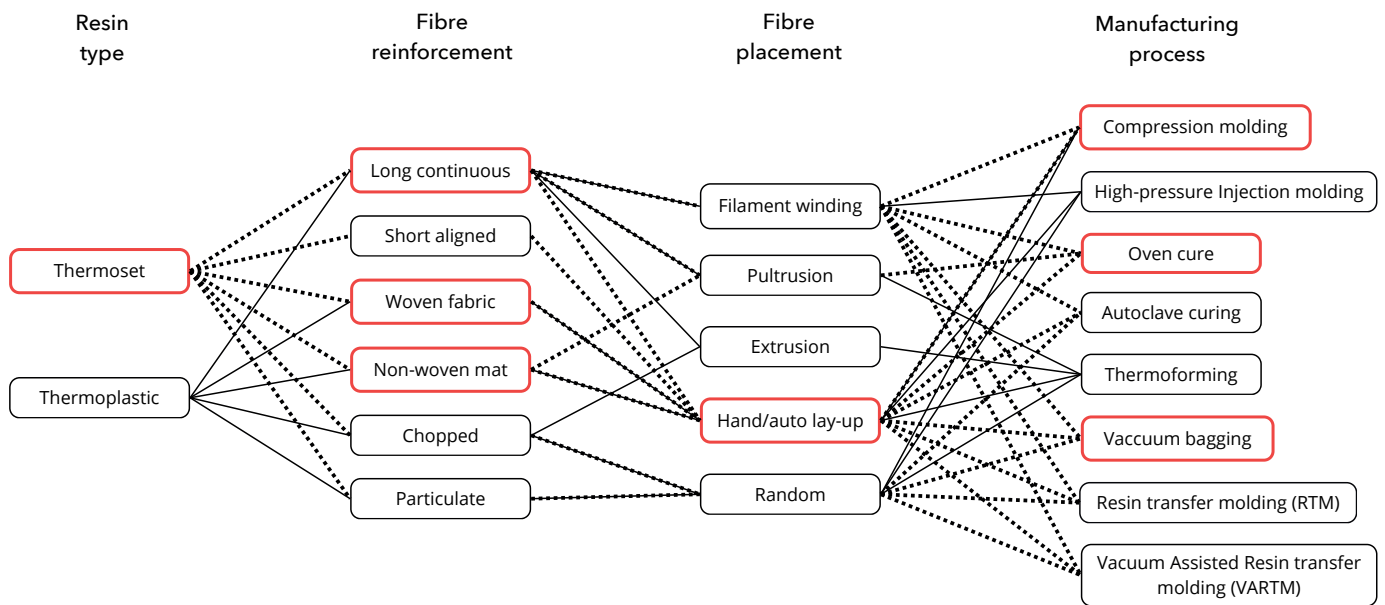 Resin
type
Fibre
reinforcement
Fibre
placement
Manufacturing
process
Thermoset
Thermoplastic
Long continuous
Short aligned
Woven fabric
Non-woven mat
Chopped
Particulate
Filament winding
Pultrusion
Extrusion
Hand/auto lay-up
Random
Compression molding
High-pressure Injection molding
Oven cure
Autoclave curing
Thermoforming
Vaccuum bagging
Resin transfer molding (RTM)
Vacuum Assisted Resin transfer
molding (VARTM)